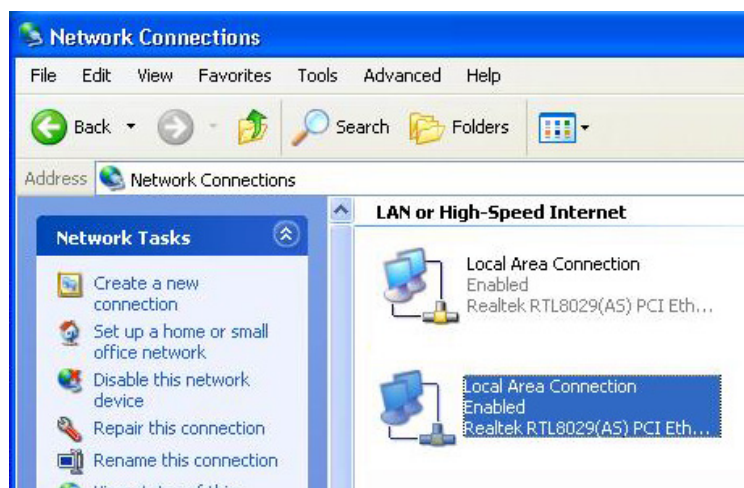 Network Connections
File Edit View Favorites Tools Advanced Help
Back Search Folders
Address Network Connections
Network Tasks
Create a new
connection
Set up a home or small
office network
Disable this network
device
Repair this connection
Rename this connection
LAN or High-Speed Internet
Local Area Connection
Enabled
Realtek RTL8029(AS) PCI Eth...
Local Area Connection
Enabled
Realtek RTL8029(AS) PCI Eth...